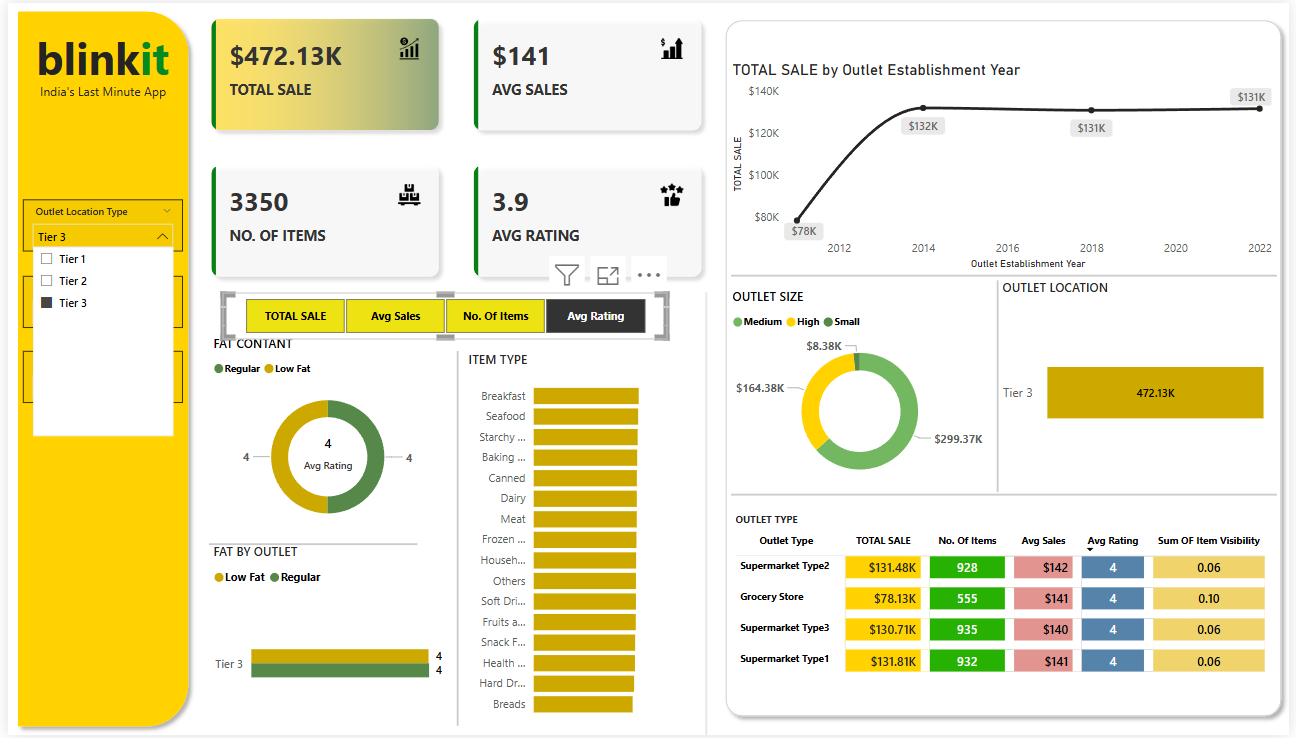 blinkit
India's Last Minute App
Outlet Location Type
Tier 3
Tier 1
Tier 2
Tier 3
$472.13K
TOTAL SALE
$141
AVG SALES
3350
NO. OF ITEMS
3.9
AVG RATING
TOTAL SALE
Avg Sales
No. Of Items
Avg Rating
FAT CONTANT
Regular Low Fat
4
4
Avg Rating
4
FAT BY OUTLET
Low Fat Regular
Tier 3
4
4
ITEM TYPE
Breakfast
Seafood
Starchy ...
Baking ...
Canned
Dairy
Meat
Frozen ...
Househ...
Others
Soft Dri...
Fruits a...
Snack F...
Health ...
Hard Dr...
Breads
TOTAL SALE by Outlet Establishment Year
TOTAL SALE
$140K
$120K
$100K
$80K
$78K
$132K
$131K
$131K
2012 2014 2016 2018 2020 2022
Outlet Establishment Year
OUTLET SIZE
Medium High Small
$8.38K
$164.38K
$299.37K
OUTLET LOCATION
Tier 3
472.13K
OUTLET TYPE
Outlet Type TOTAL SALE No. Of Items Avg Sales Avg Rating Sum OF Item Visibility
Supermarket Type2 $131.48K 928 $142 4 0.06
Grocery Store $78.13K 555 $141 4 0.10
Supermarket Type3 $130.71K 935 $140 4 0.06
Supermarket Type1 $131.81K 932 $141 4 0.06